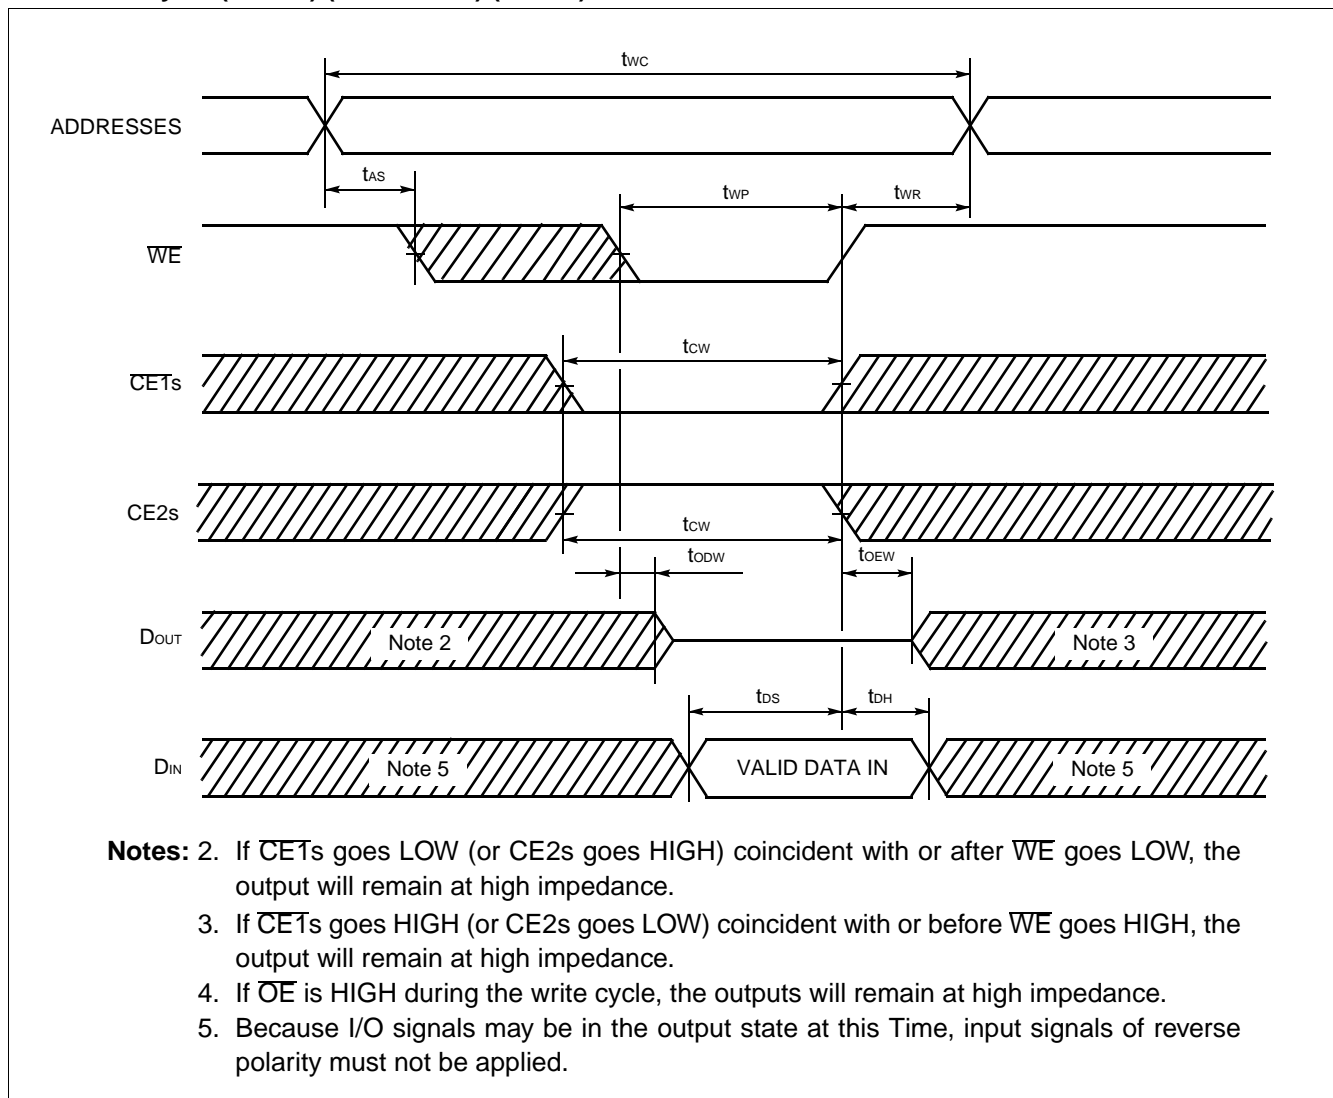 tWC
ADDRESSES
tAS
tWP
tWR
WE
tCW
CE1s
CE2s
tCW
tODW
tOEW
DOUT
Note 2
Note 3
tDS
tDH
DIN
Note 5
VALID DATA IN
Note 5
Notes: 2. If CE1s goes LOW (or CE2s goes HIGH) coincident with or after WE goes LOW, the
output will remain at high impedance.
3. If CE1s goes HIGH (or CE2s goes LOW) coincident with or before WE goes HIGH, the
output will remain at high impedance.
4. If OE is HIGH during the write cycle, the outputs will remain at high impedance.
5. Because I/O signals may be in the output state at this Time, input signals of reverse
polarity must not be applied.